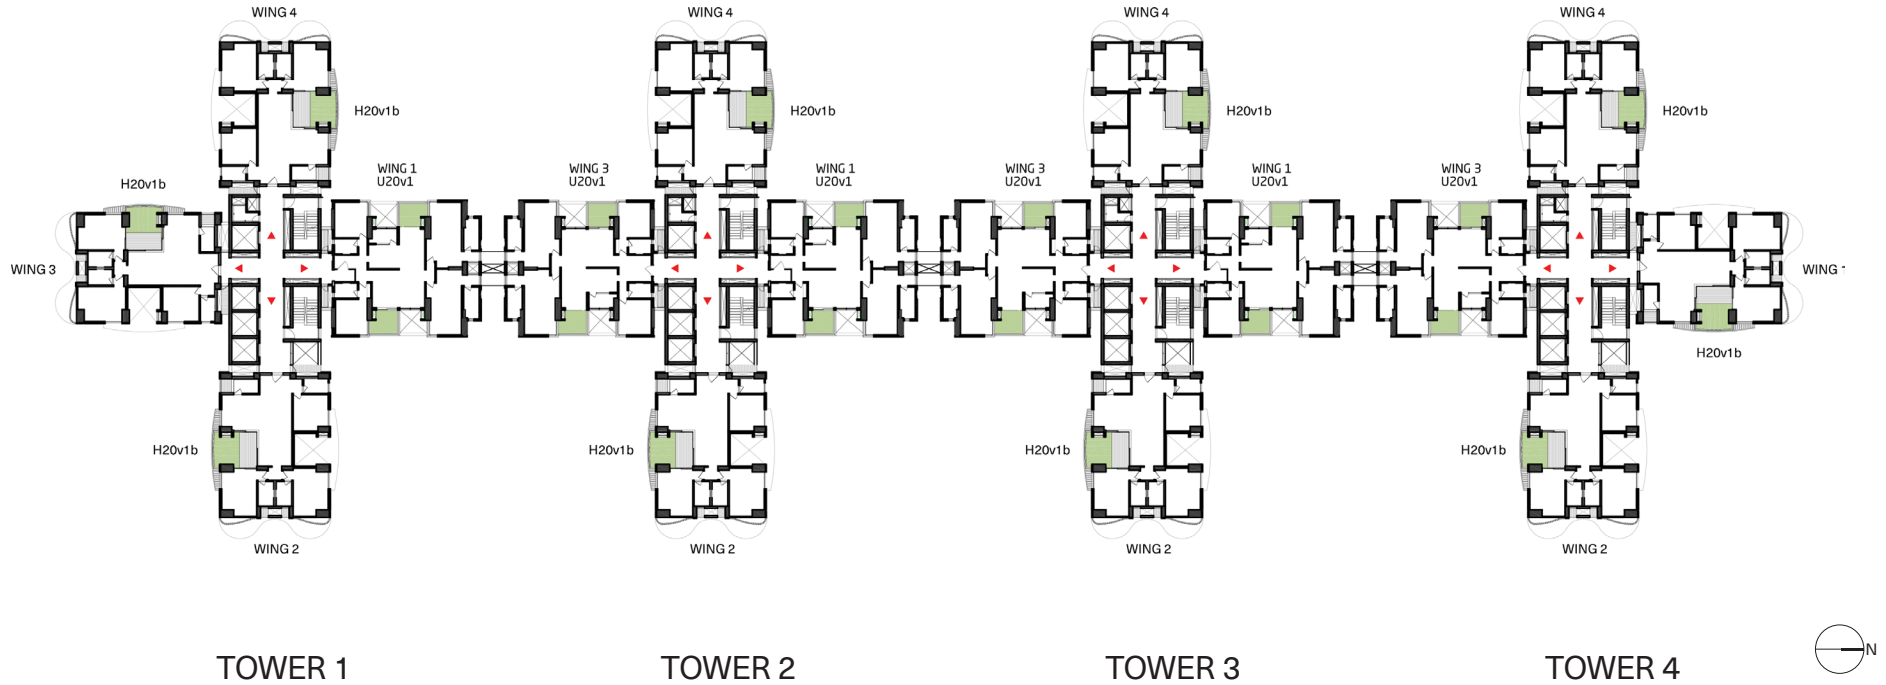 WING 4
WING 4
WING 4
WING 4
H20v1b
H20v1b
H20v1b
H20v1b
WING 1
U20v1
WING 3
U20v1
WING 1
U20v1
WING 3
U20v1
WING 1
U20v1
WING 3
U20v1
H20v1b
WING 3
WING
H20v1b
H20v1b
H20v1b
H20v1b
H20v1b
WING 2
WING 2
WING 2
WING 2
TOWER 1
TOWER 2
TOWER 3
TOWER 4
N